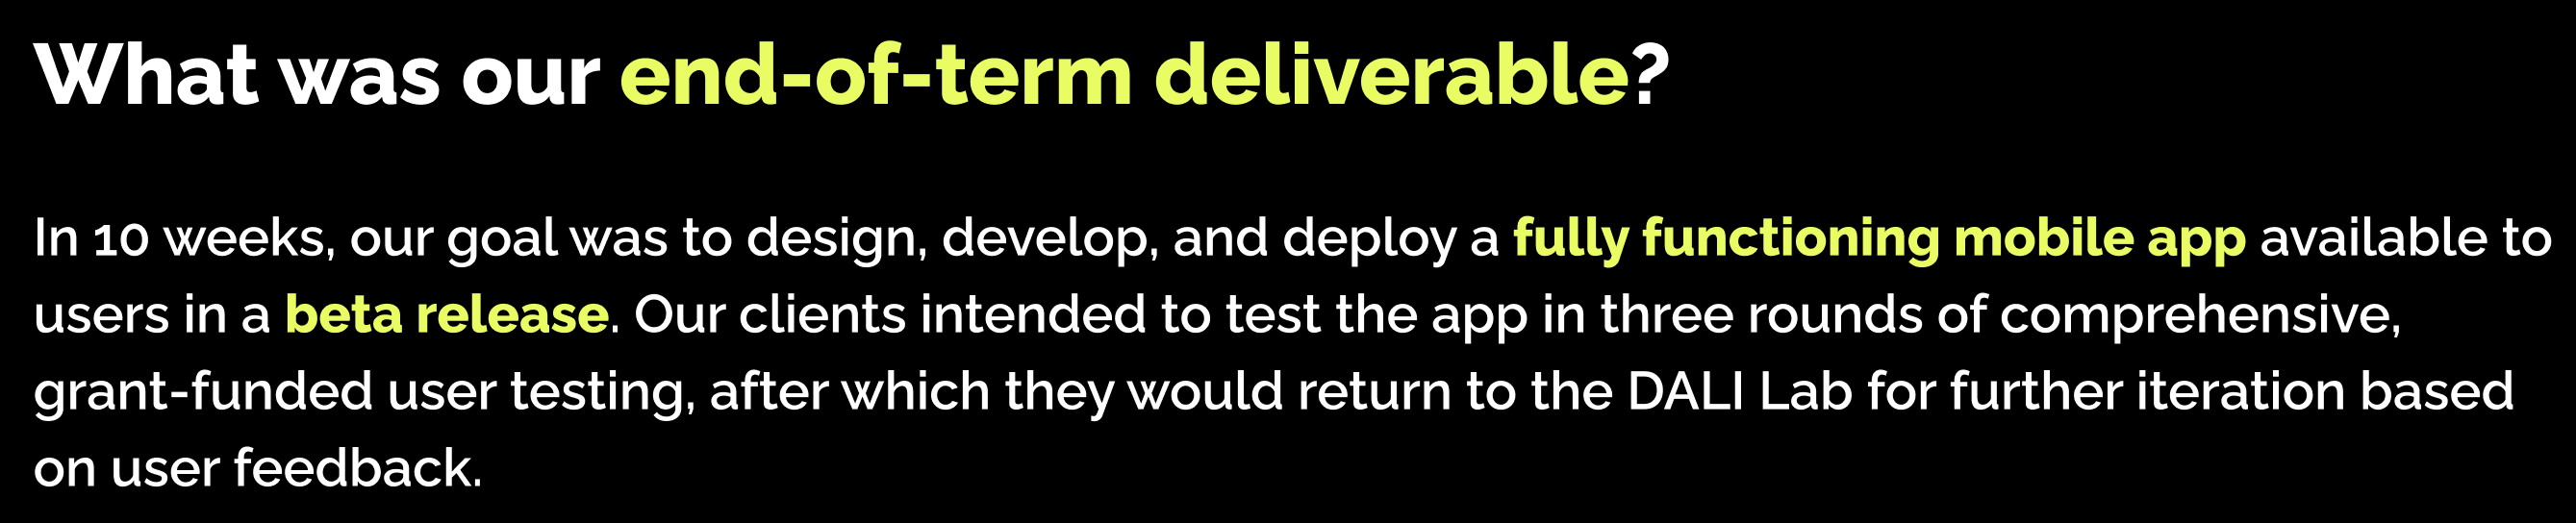 What was our end-of-term deliverable?
In 10 weeks, our goal was to design, develop, and deploy a fully functioning mobile app available to
users in a beta release. Our clients intended to test the app in three rounds of comprehensive,
grant-funded user testing, after which they would return to the DALI Lab for further iteration based
on user feedback.